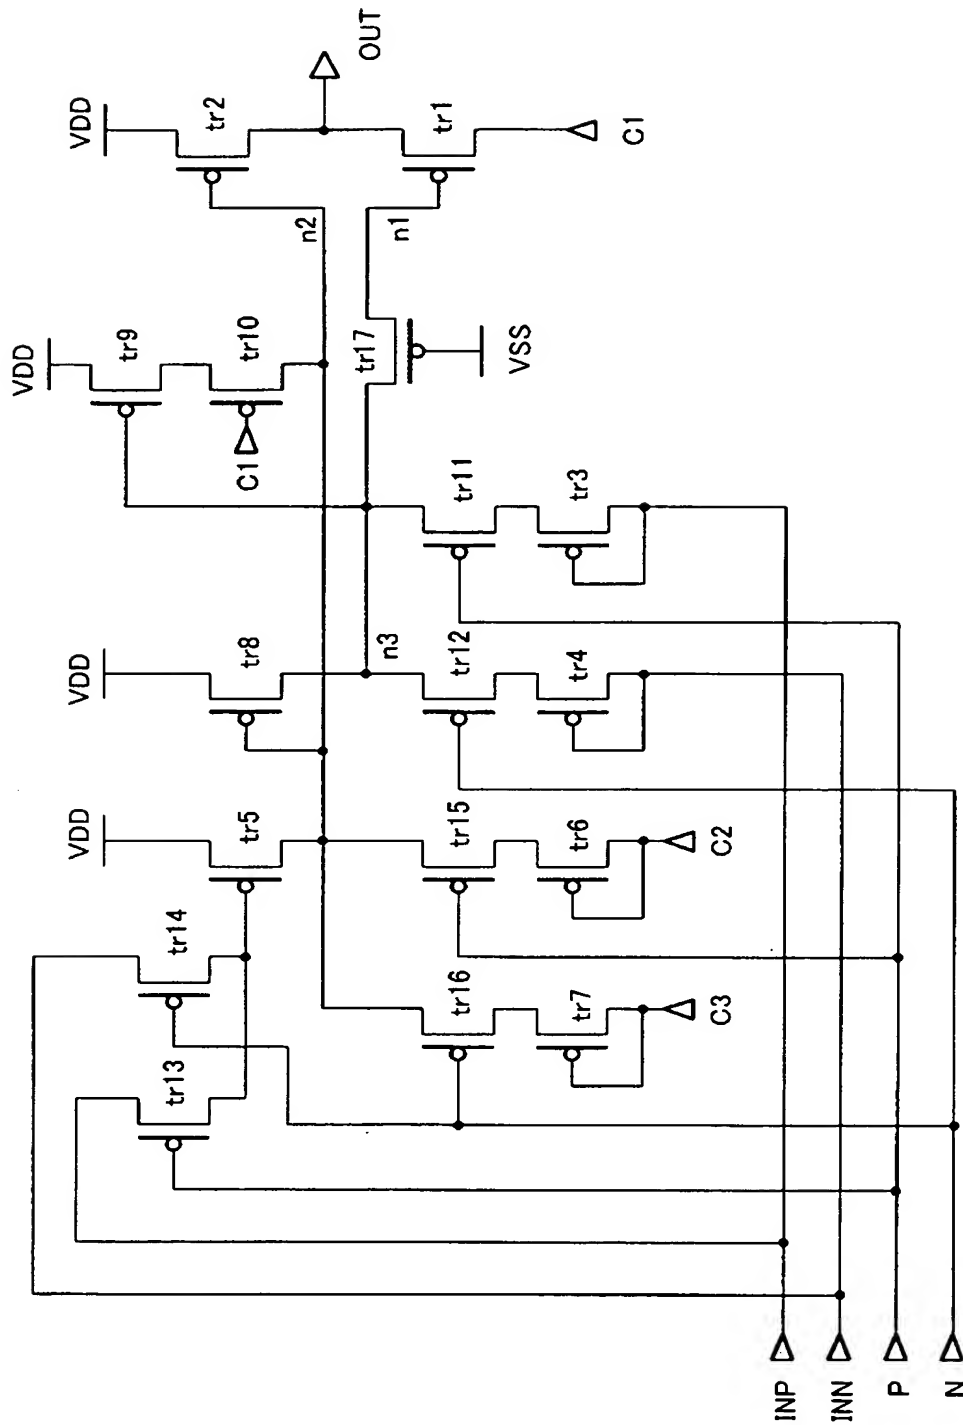 VDD
tr2
OUT
tr1
C1
n2
n1
VDD
tr9
tr10
C1
tr17
VSS
tr11
tr3
VDD
tr8
n3
tr12
tr4
VDD
tr5
tr15
tr6
C2
tr14
tr13
tr16
tr7
C3
INP
INN
P
N